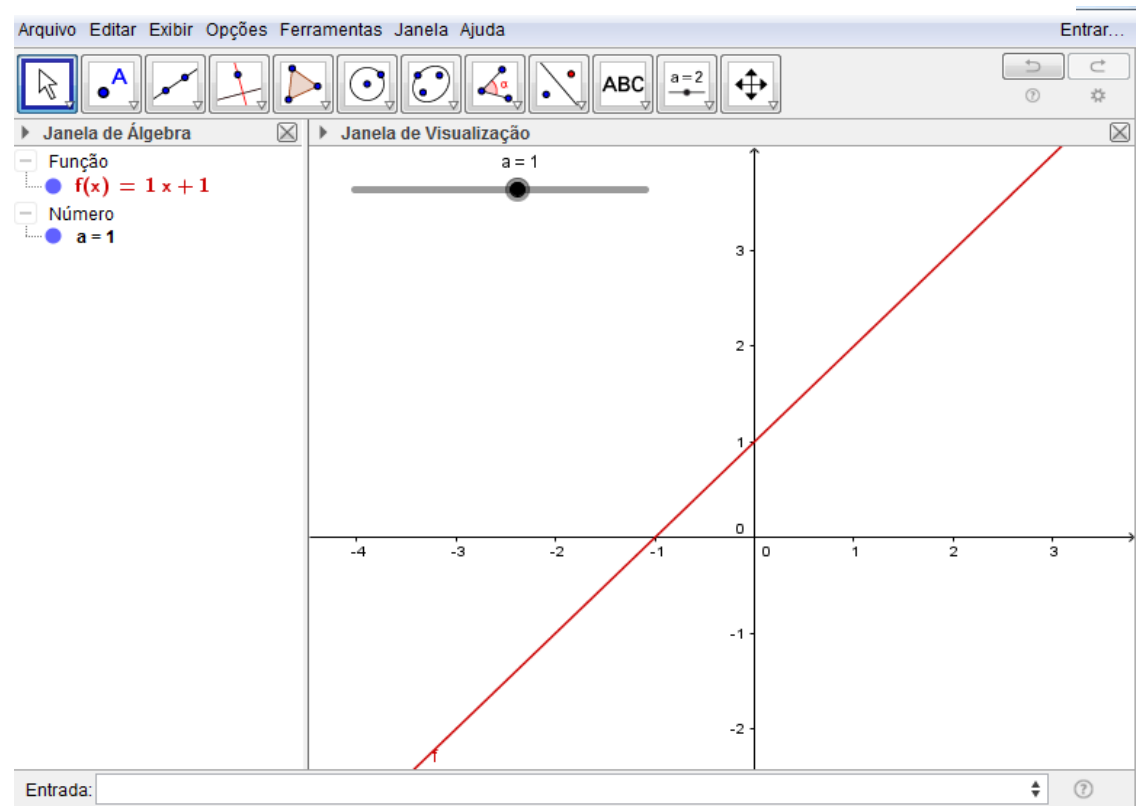 Arquivo Editar Exibir Opções Ferramentas Janela Ajuda Entrar...
A α ABC a=2
Janela de Álgebra
Janela de Visualização
Função
f(x) = 1 x + 1
Número
a = 1
a = 1
3
2
1
0
-4 -3 -2 -1 0 1 2 3
-1
-2
f
Entrada: